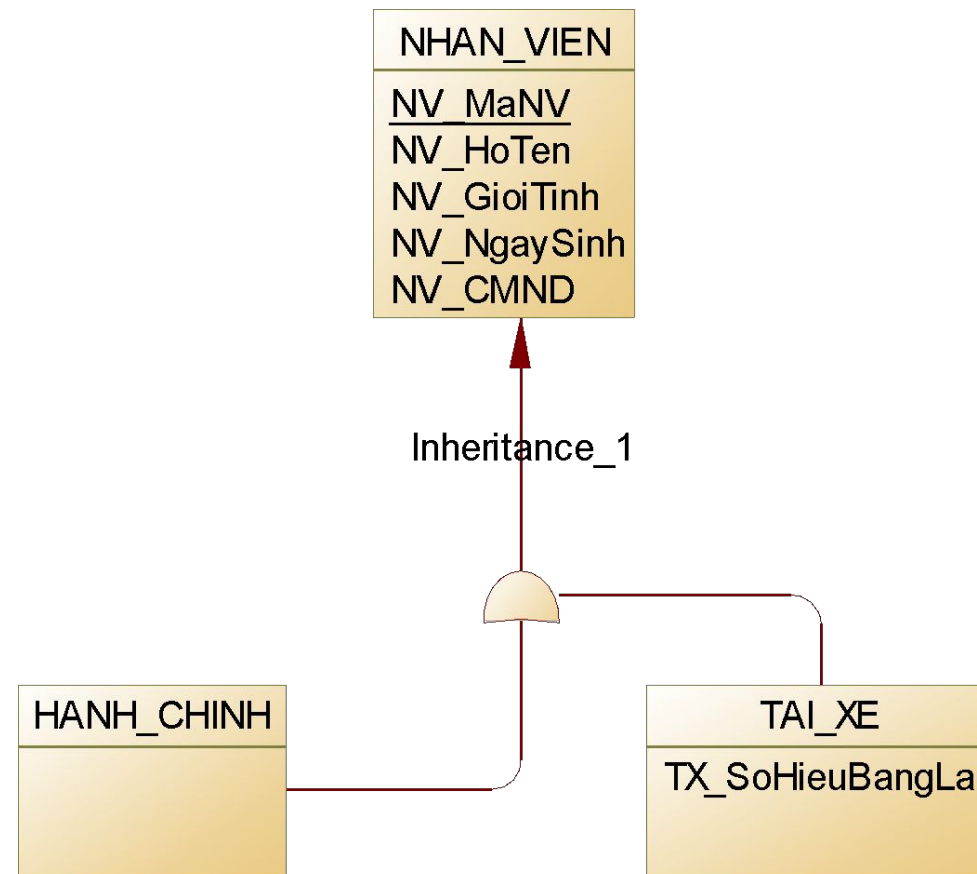 NHAN_VIEN
NV_MaNV
NV_HoTen
NV_GioiTinh
NV_NgaySinh
NV_CMND
Inheritance_1
HANH_CHINH
TAI_XE
TX_SoHieuBangLa